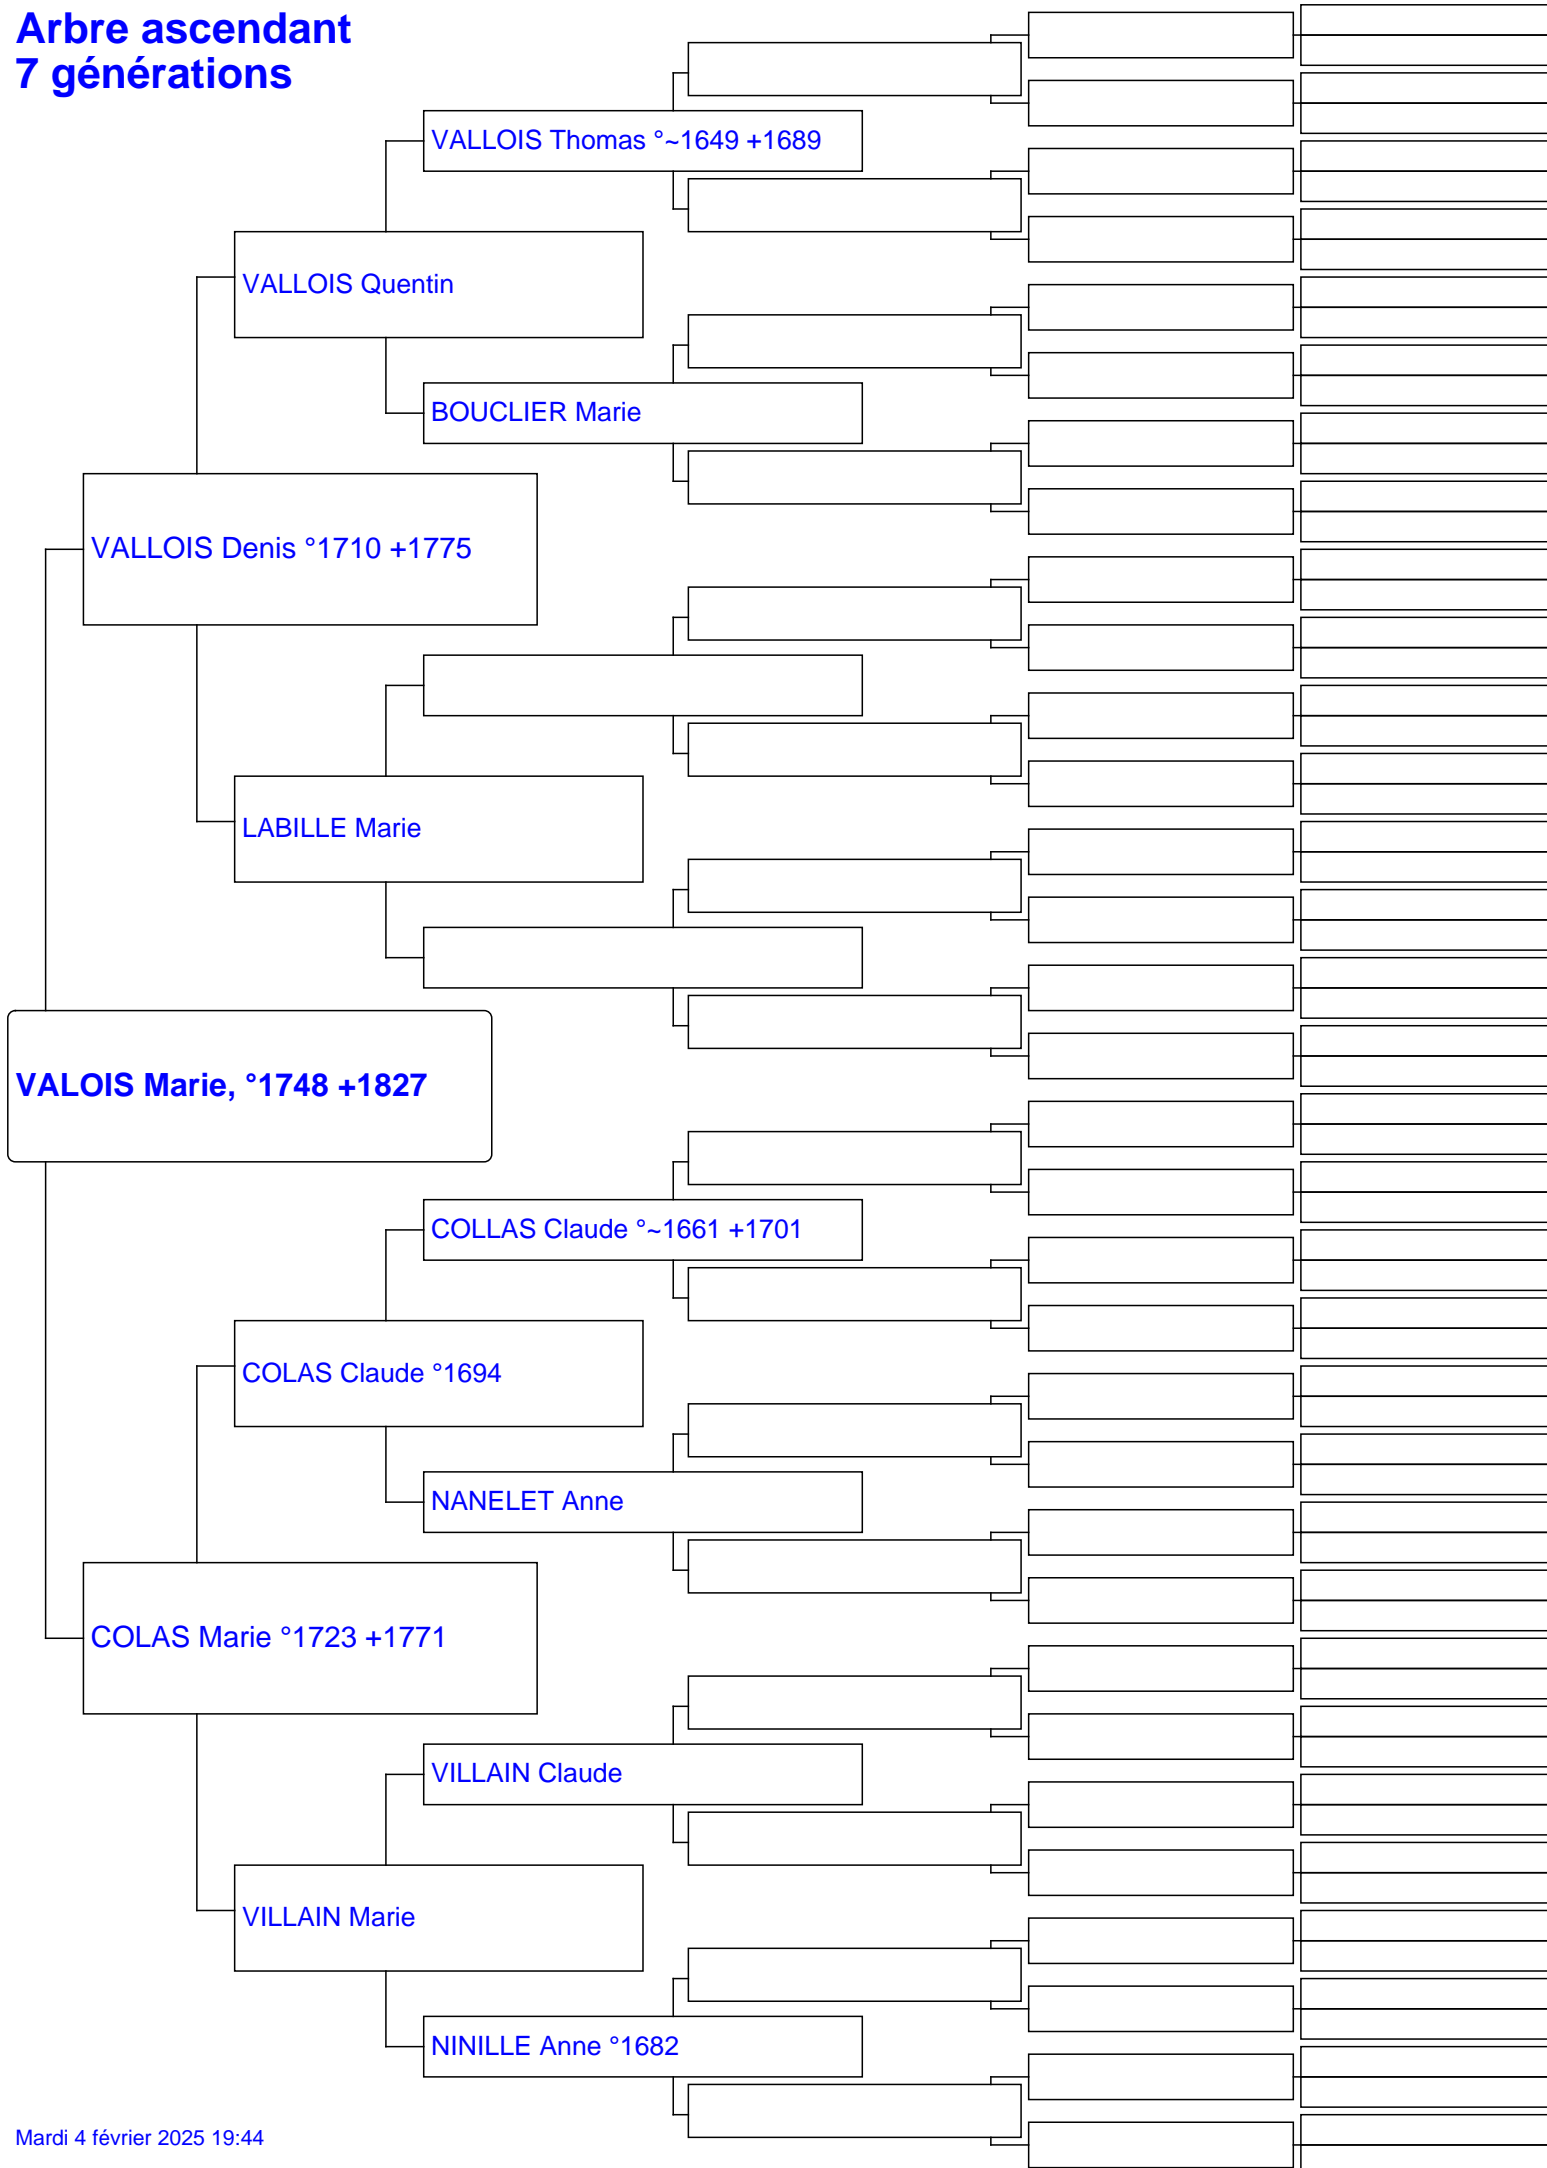 Arbre ascendant
7 générations
VALLOIS Thomas °~1649 +1689
VALLOIS Quentin
BOUCLIER Marie
VALLOIS Denis °1710 +1775
LABILLE Marie
VALOIS Marie, °1748 +1827
COLLAS Claude °~1661 +1701
COLAS Claude °1694
NANELET Anne
COLAS Marie °1723 +1771
VILLAIN Claude
VILLAIN Marie
NINILLE Anne °1682
Mardi 4 février 2025 19:44